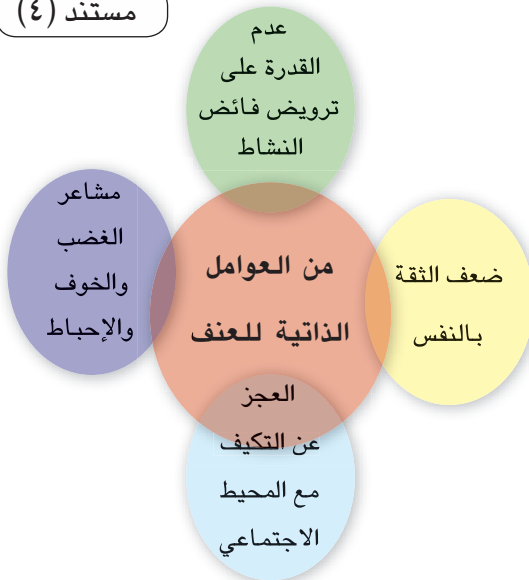 مستند (٤)
عدم
القدرة على
ترويض فائض
النشاط
مشاعر
الغضب
والخوف
والإحباط
من العوامل
الذاتية للعنف
ضعف الثقة
بالنفس
العجز
عن التكيف
مع المحيط
الاجتماعي